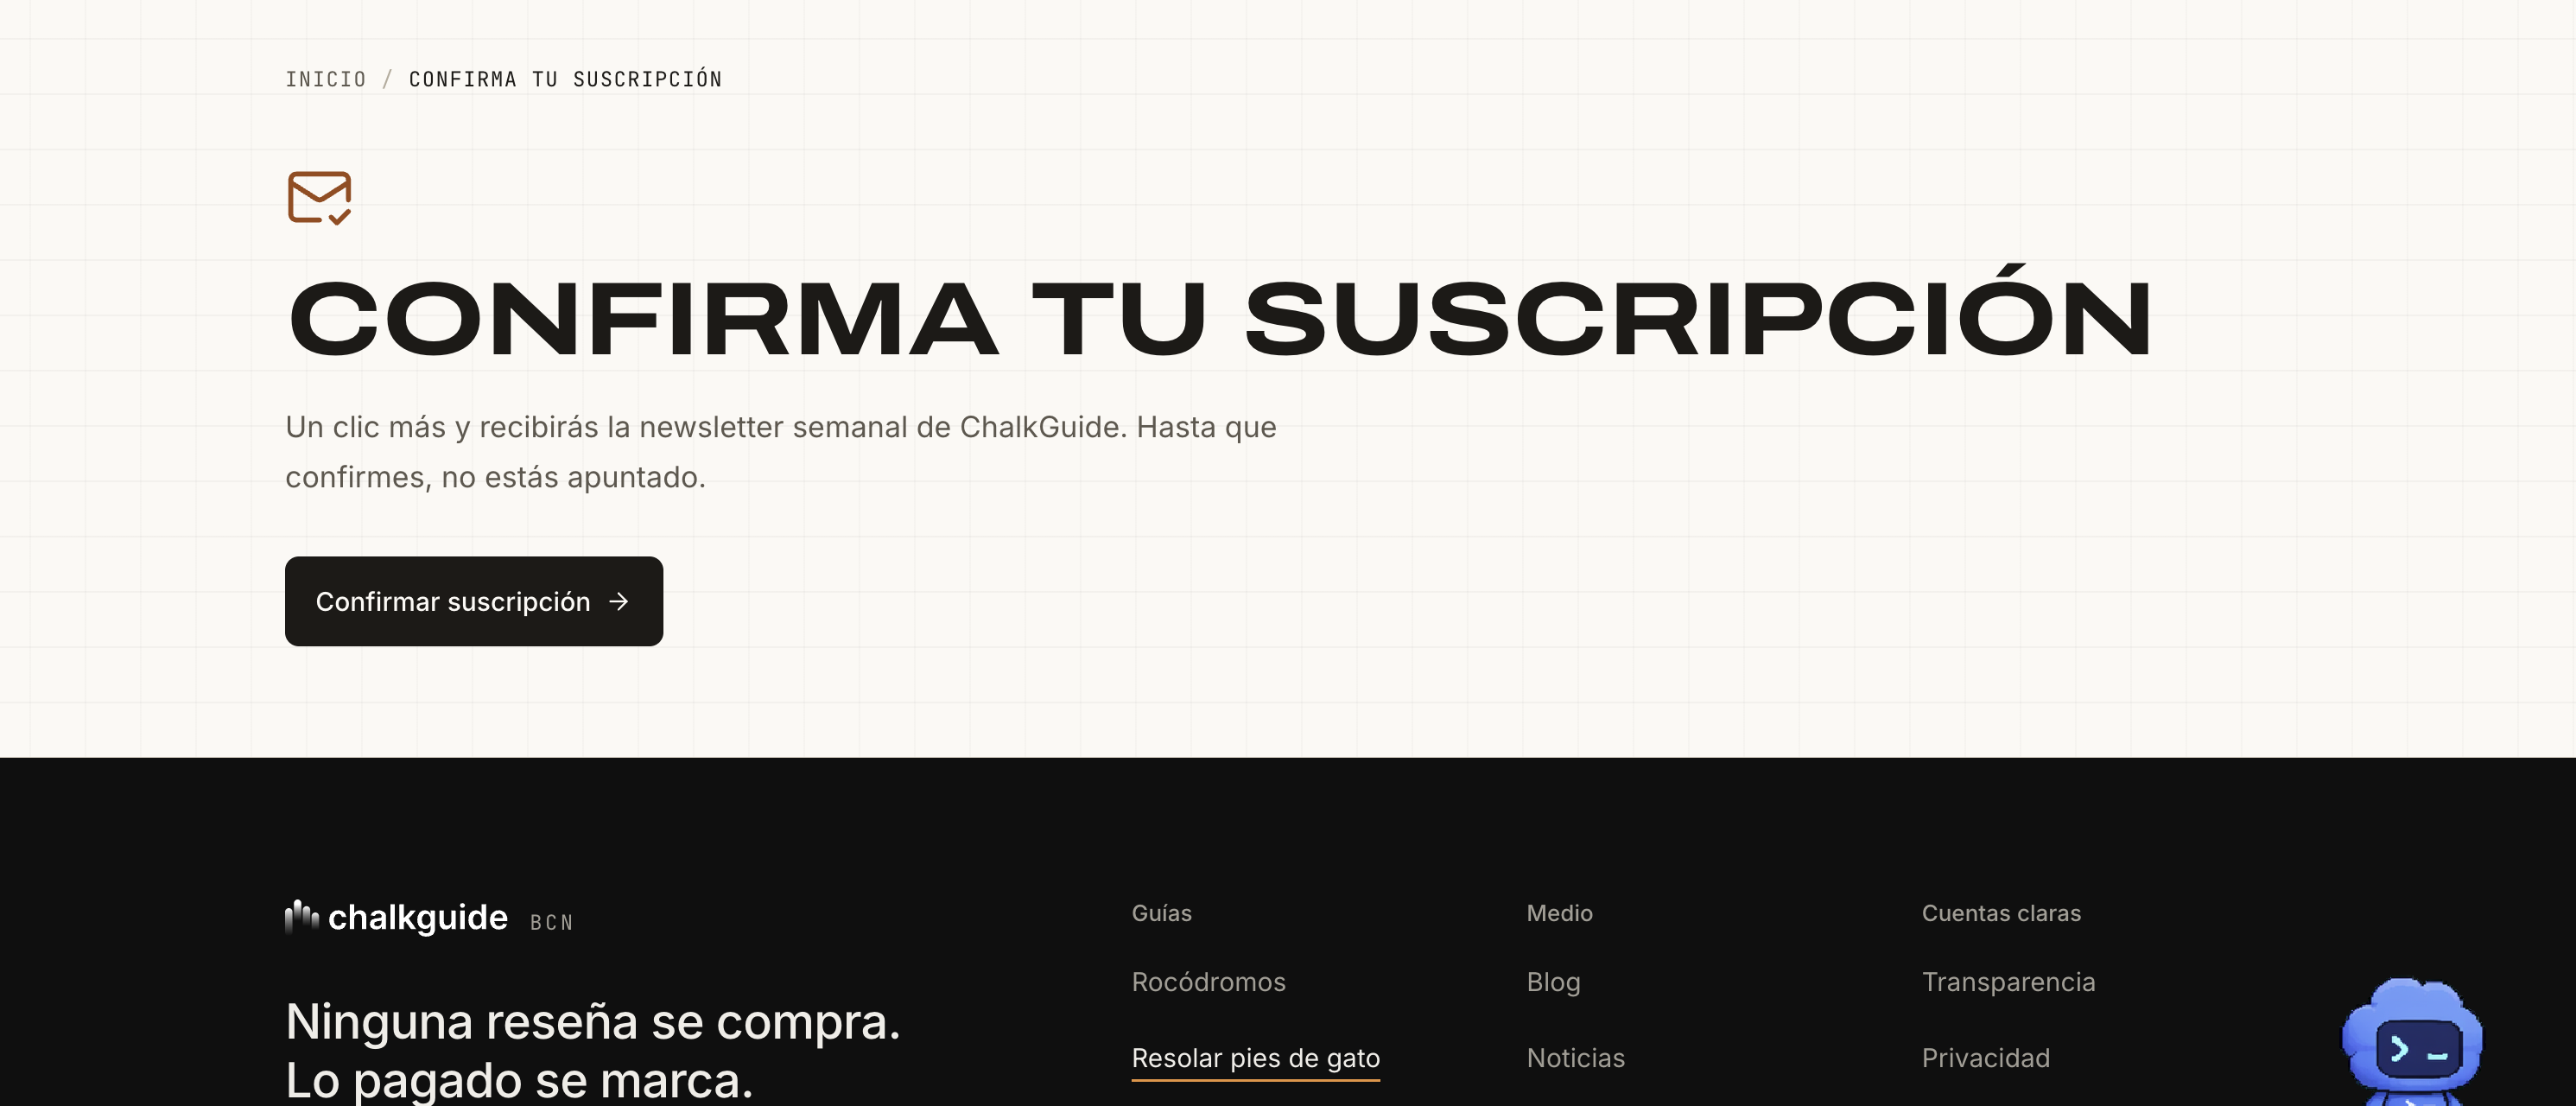 INICIO / CONFIRMA TU SUSCRIPCIÓN
CONFIRMA TU SUSCRIPCIÓN
Un clic más y recibirás la newsletter semanal de ChalkGuide. Hasta que
confirmes, no estás apuntado.
Confirmar suscripción →
chalkguide BCN
Ninguna reseña se compra.
Lo pagado se marca.
Guías
Rocódromos
Resolar pies de gato
Medio
Blog
Noticias
Cuentas claras
Transparencia
Privacidad